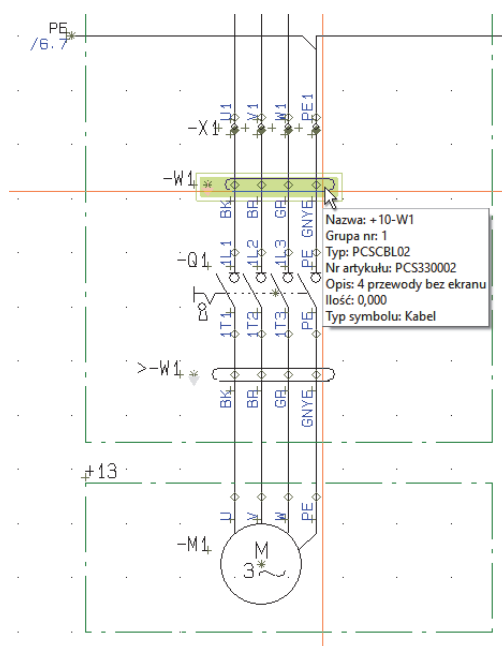 PE
/6.7
U1 V1 W1 PE1
-X1
-W1
BK BR GR GNYE
Nazwa: +10-W1
Grupa nr: 1
Typ: PCSCBL02
Nr artykułu: PCS330002
Opis: 4 przewody bez ekranu
Ilość: 0,000
Typ symbolu: Kabel
-Q1
1L1 1L2 1L3 PE
1T1 1T2 1T3 PE
>-W1
BK BR GR GNYE
+13
U V W PE
-M1
M
3~